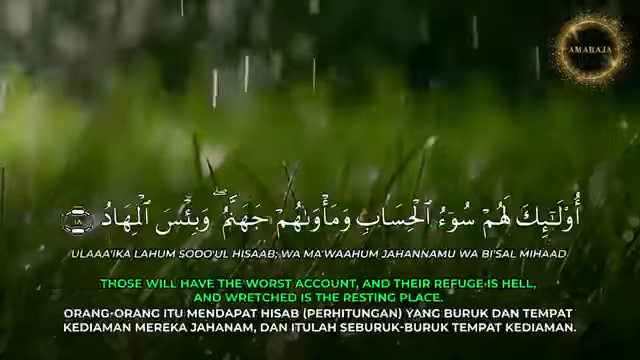 AMARAJA
أُو۟لَـٰٓئِكَ لَهُمْ سُوٓءُ ٱلْحِسَابِ وَمَأْوَىٰهُمْ جَهَنَّمُ ۖ وَبِئْسَ ٱلْمِهَادُ ١٨
ULAAA'IKA LAHUM SOOO'UL HISAAB; WA MA'WAAHUM JAHANNAMU WA BI'SAL MIHAAD
THOSE WILL HAVE THE WORST ACCOUNT, AND THEIR REFUGE IS HELL,
AND WRETCHED IS THE RESTING PLACE.
ORANG-ORANG ITU MENDAPAT HISAB (PERHITUNGAN) YANG BURUK DAN TEMPAT
KEDIAMAN MEREKA JAHANAM, DAN ITULAH SEBURUK-BURUK TEMPAT KEDIAMAN.